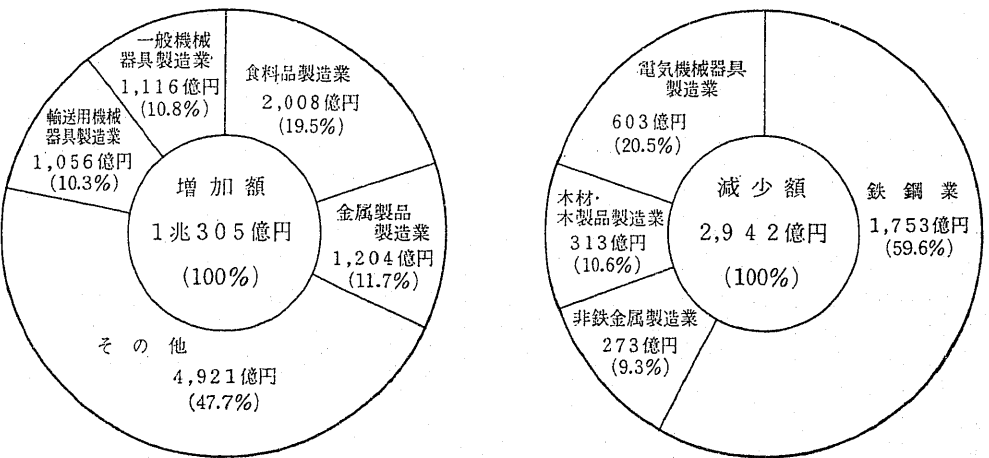 一般機械
器具製造業
1,116億円
(10.8%)
食料品製造業
2,008億円
(19.5%)
輸送用機械
器具製造業
1,056億円
(10.3%)
増加額
1兆305億円
(100%)
金属製品
製造業
1,204億円
(11.7%)
その他
4,921億円
(47.7%)
電気機械器具
製造業
603億円
(20.5%)
木材・
木製品製造業
313億円
(10.6%)
減少額
2,942億円
(100%)
鉄鋼業
1,753億円
(59.6%)
非鉄金属製造業
273億円
(9.3%)